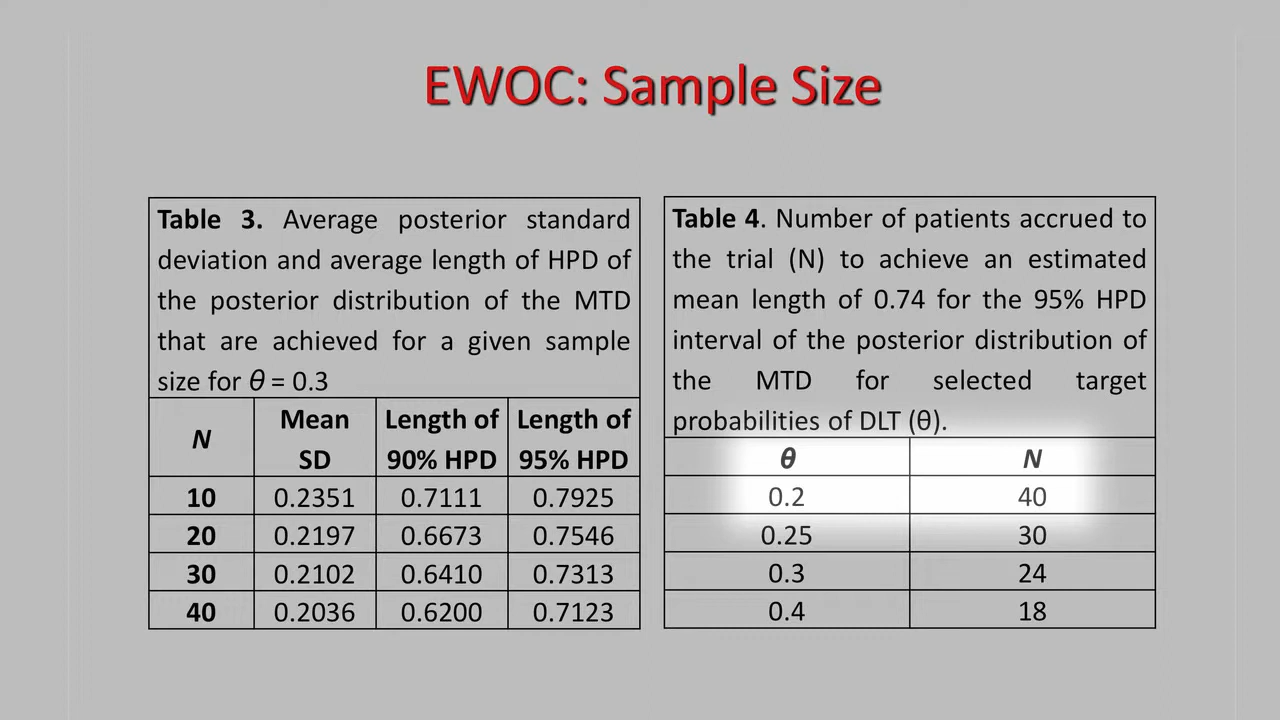 EWOC: Sample Size
Table 3. Average posterior standard
deviation and average length of HPD of
the posterior distribution of the MTD
that are achieved for a given sample
size for θ = 0.3
N Mean SD Length of 90% HPD Length of 95% HPD
10 0.2351 0.7111 0.7925
20 0.2197 0.6673 0.7546
30 0.2102 0.6410 0.7313
40 0.2036 0.6200 0.7123
Table 4. Number of patients accrued to
the trial (N) to achieve an estimated
mean length of 0.74 for the 95% HPD
interval of the posterior distribution of
the MTD for selected target
probabilities of DLT (θ).
θ N
0.2 40
0.25 30
0.3 24
0.4 18